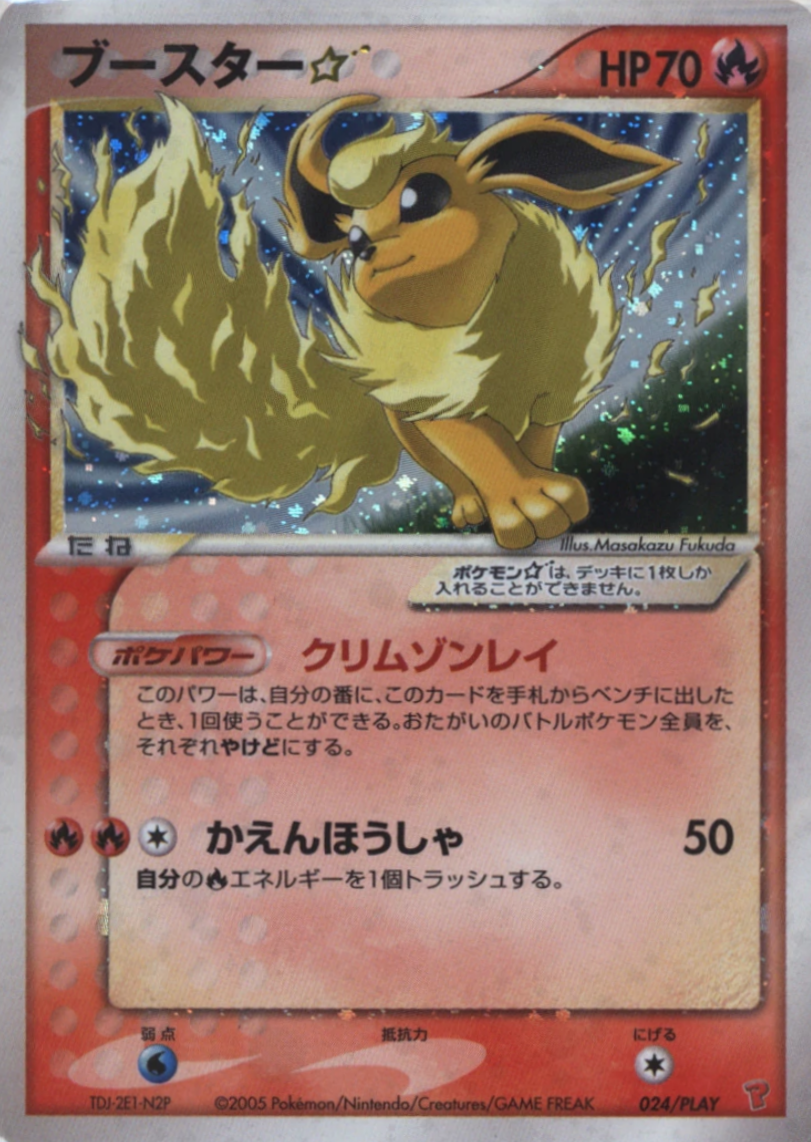 ブースター☆
HP70
たね
Illus. Masakazu Fukuda
ポケモン☆は、デッキに1枚しか
入れることができません。
ポケパワー クリムゾンレイ
このパワーは、自分の番に、このカードを手札からベンチに出した
とき、1回使うことができる。おたがいのバトルポケモン全員を、
それぞれやけどにする。
かえんほうしゃ 50
自分のエネルギーを1個トラッシュする。
弱点 抵抗力 にげる
TDJ-2E1-N2P ©2005 Pokémon/Nintendo/Creatures/GAME FREAK 024/PLAY